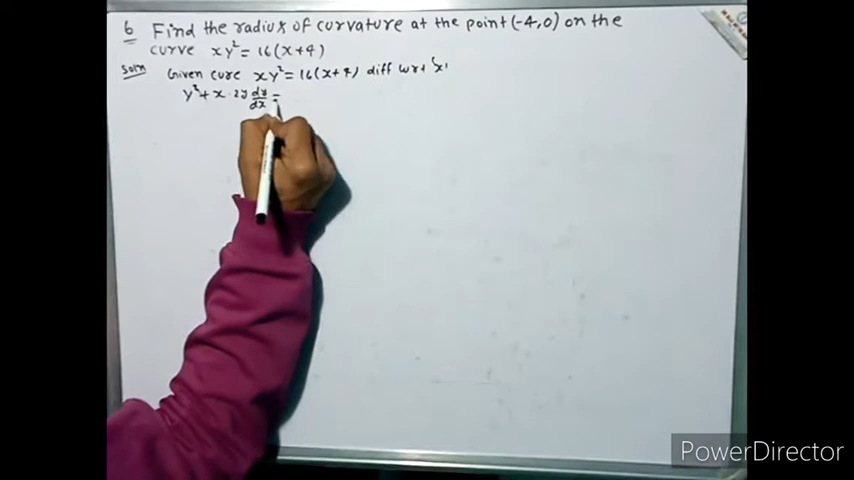 6 Find the radius of curvature at the point (-4,0) on the
curve xy² = 16(x+4)
Soln Given cure xy² = 16(x+4) diff wrt 'x'
y² + x·2y dy/dx =
PowerDirector